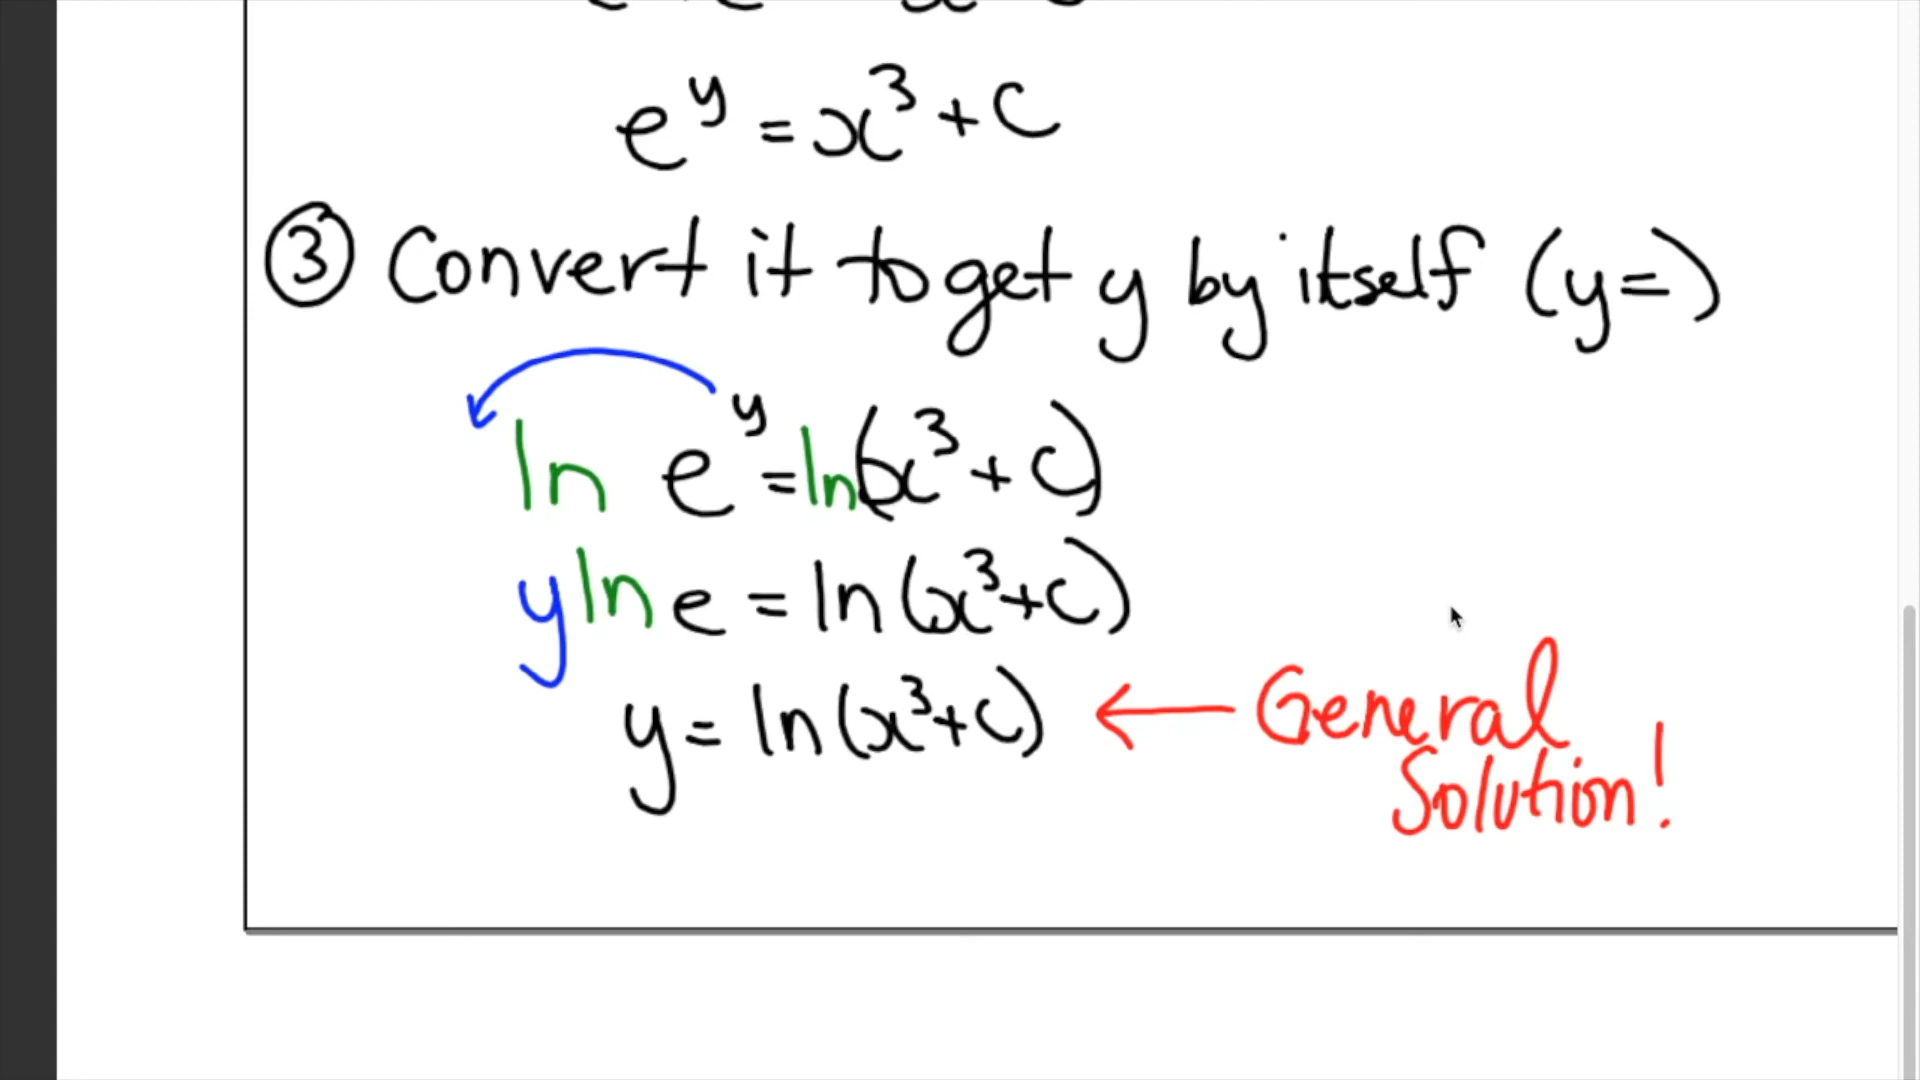 e^y = x^3 + c
③ Convert it to get y by itself (y=)
ln e^y = ln(x^3 + c)
y ln e = ln(x^3+c)
y = ln(x^3+c) ← General
Solution!